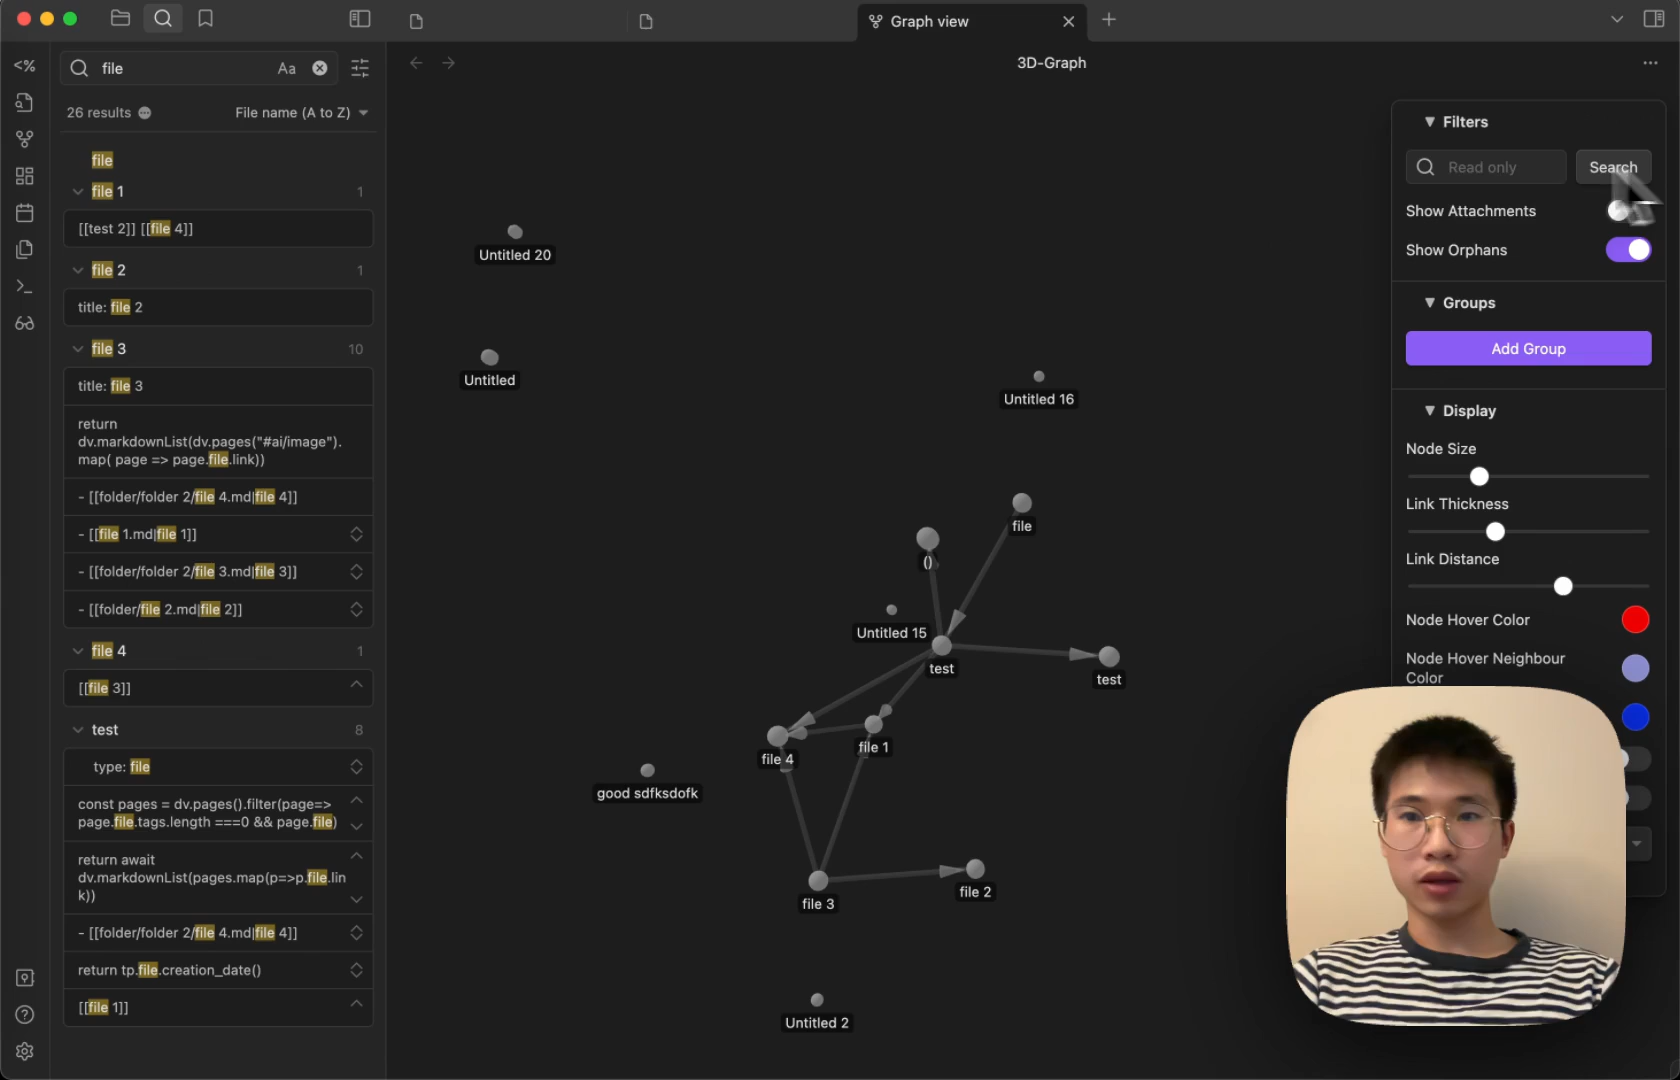 Graph view
<%
file
Aa
26 results
File name (A to Z)
file
file 1
1
[[test 2]] [[file 4]]
file 2
1
title: file 2
file 3
10
title: file 3
return
dv.markdownList(dv.pages("#ai/image").
map( page => page.file.link))
- [[folder/folder 2/file 4.md|file 4]]
- [[file 1.md|file 1]]
- [[folder/folder 2/file 3.md|file 3]]
- [[folder/file 2.md|file 2]]
file 4
1
[[file 3]]
test
8
type: file
const pages = dv.pages().filter(page=>
page.file.tags.length ===0 && page.file)
return await
dv.markdownList(pages.map(p=>p.file.lin
k))
- [[folder/folder 2/file 4.md|file 4]]
return tp.file.creation_date()
[[file 1]]
3D-Graph
Untitled 20
Untitled
Untitled 16
file
()
Untitled 15
test
test
file 1
file 4
good sdfksdofk
file 2
file 3
Untitled 2
Filters
Read only
Search
Show Attachments
Show Orphans
Groups
Add Group
Display
Node Size
Link Thickness
Link Distance
Node Hover Color
Node Hover Neighbour
Color